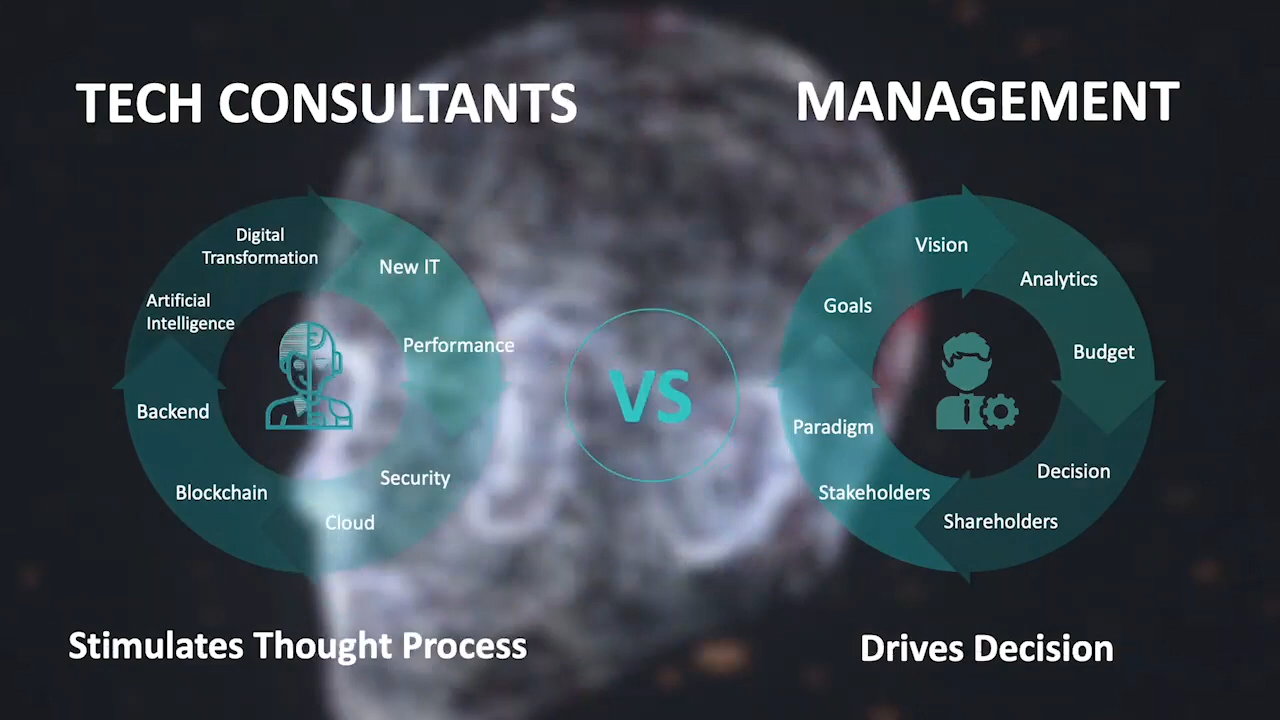 TECH CONSULTANTS
Digital
Transformation
New IT
Artificial
Intelligence
Performance
Backend
Security
Blockchain
Cloud
Stimulates Thought Process
VS
MANAGEMENT
Vision
Analytics
Goals
Budget
Paradigm
Decision
Stakeholders
Shareholders
Drives Decision